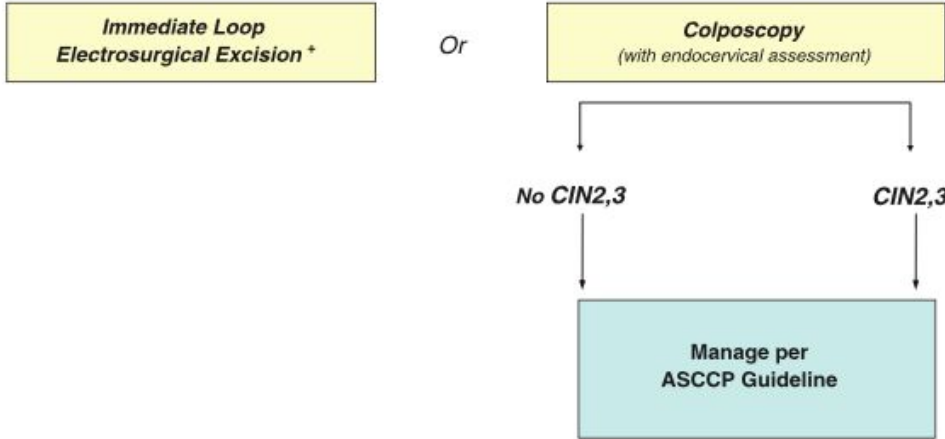 Immediate Loop
Electrosurgical Excision +
Or
Colposcopy
(with endocervical assessment)
No CIN2,3
CIN2,3
Manage per
ASCCP Guideline